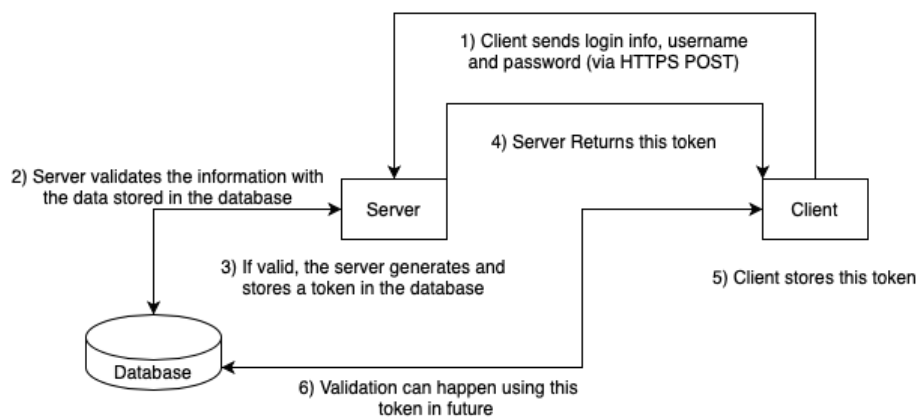 1) Client sends login info, username
and password (via HTTPS POST)
4) Server Returns this token
2) Server validates the information with
the data stored in the database
Server
Client
3) If valid, the server generates and
stores a token in the database
5) Client stores this token
Database
6) Validation can happen using this
token in future